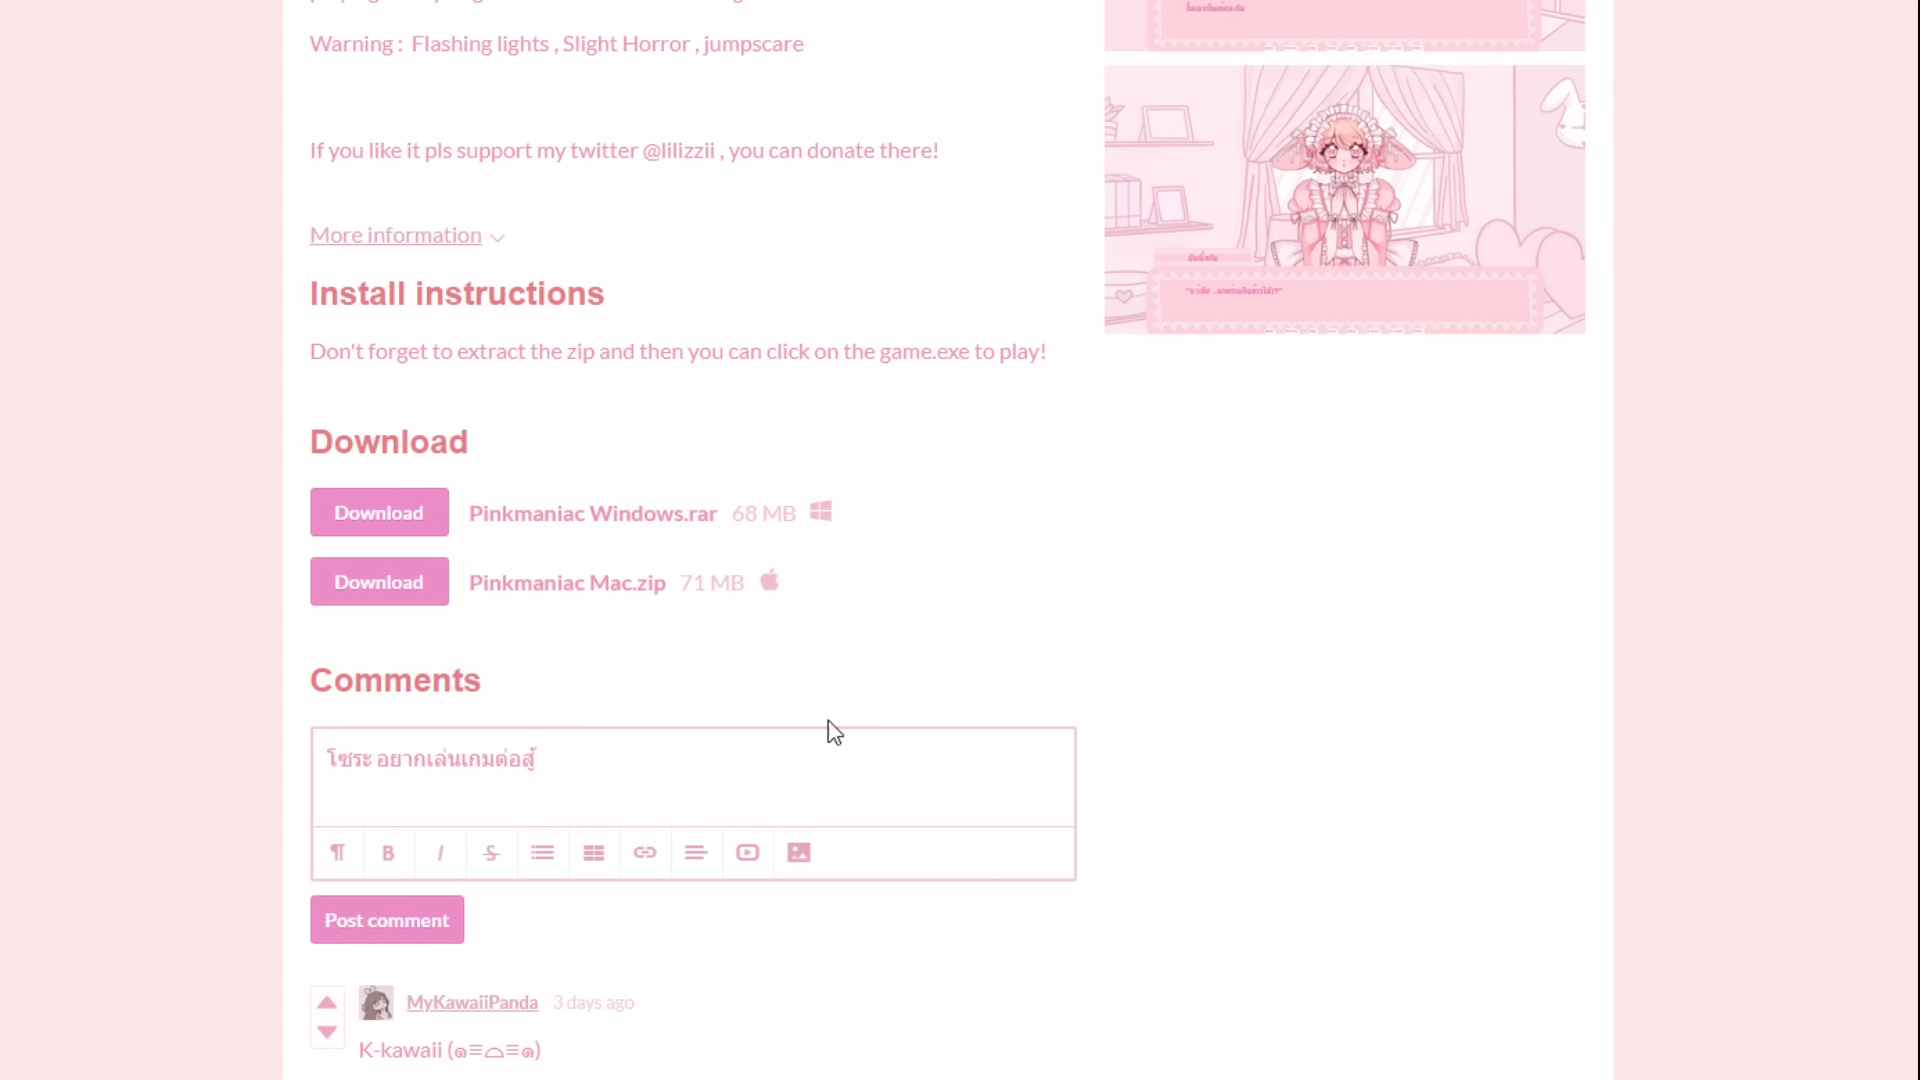 Warning : Flashing lights , Slight Horror , jumpscare
If you like it pls support my twitter @lilizzii , you can donate there!
More information
Install instructions
Don't forget to extract the zip and then you can click on the game.exe to play!
Download
Download Pinkmaniac Windows.rar 68 MB
Download Pinkmaniac Mac.zip 71 MB
Comments
โซระ อยากเล่นเกมต่อสู้
Post comment
MyKawaiiPanda 3 days ago
K-kawaii (๑≡⌓≡๑)